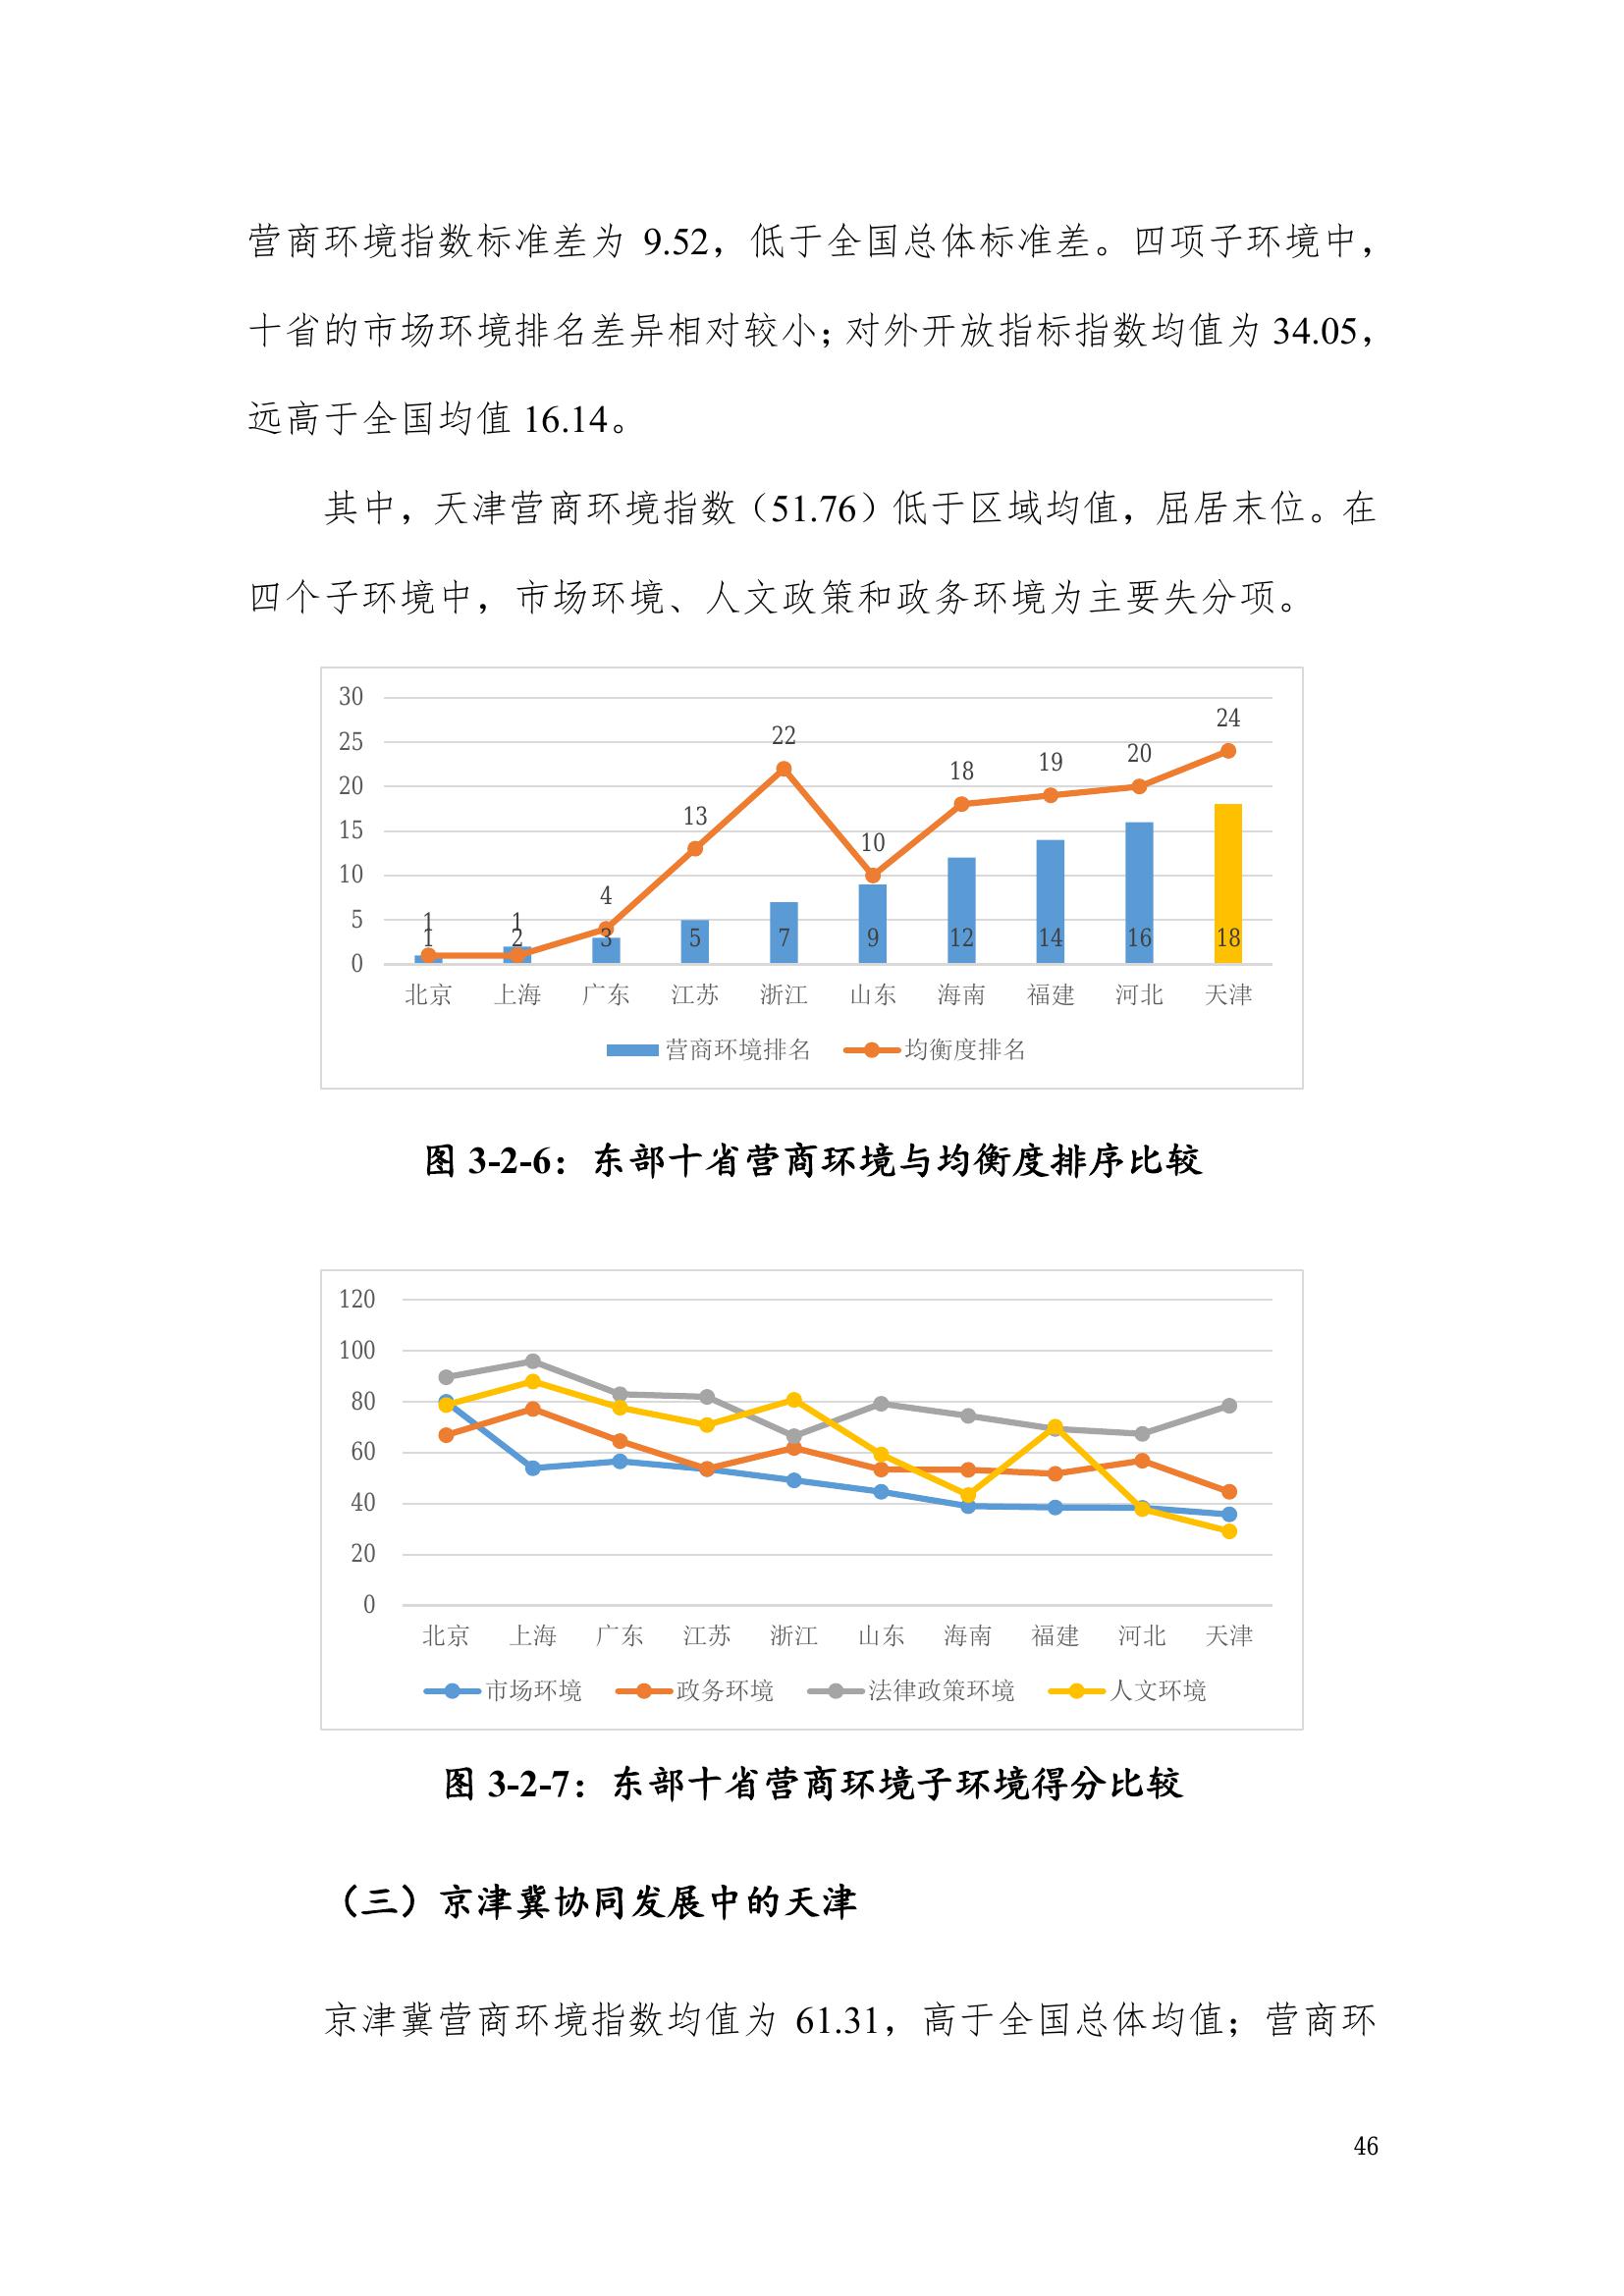 营商环境指数标准差为 9.52，低于全国总体标准差。四项子环境中，
十省的市场环境排名差异相对较小；对外开放指标指数均值为 34.05，
远高于全国均值 16.14。
其中，天津营商环境指数（51.76）低于区域均值，屈居末位。在
四个子环境中，市场环境、人文政策和政务环境为主要失分项。
30
25
20
15
10
5
0
1 1 4 13 22 10 18 19 20 24
1 2 3 5 7 9 12 14 16 18
北京 上海 广东 江苏 浙江 山东 海南 福建 河北 天津
营商环境排名 均衡度排名
图 3-2-6：东部十省营商环境与均衡度排序比较
120
100
80
60
40
20
0
北京 上海 广东 江苏 浙江 山东 海南 福建 河北 天津
市场环境 政务环境 法律政策环境 人文环境
图 3-2-7：东部十省营商环境子环境得分比较
（三）京津冀协同发展中的天津
京津冀营商环境指数均值为 61.31，高于全国总体均值；营商环
46